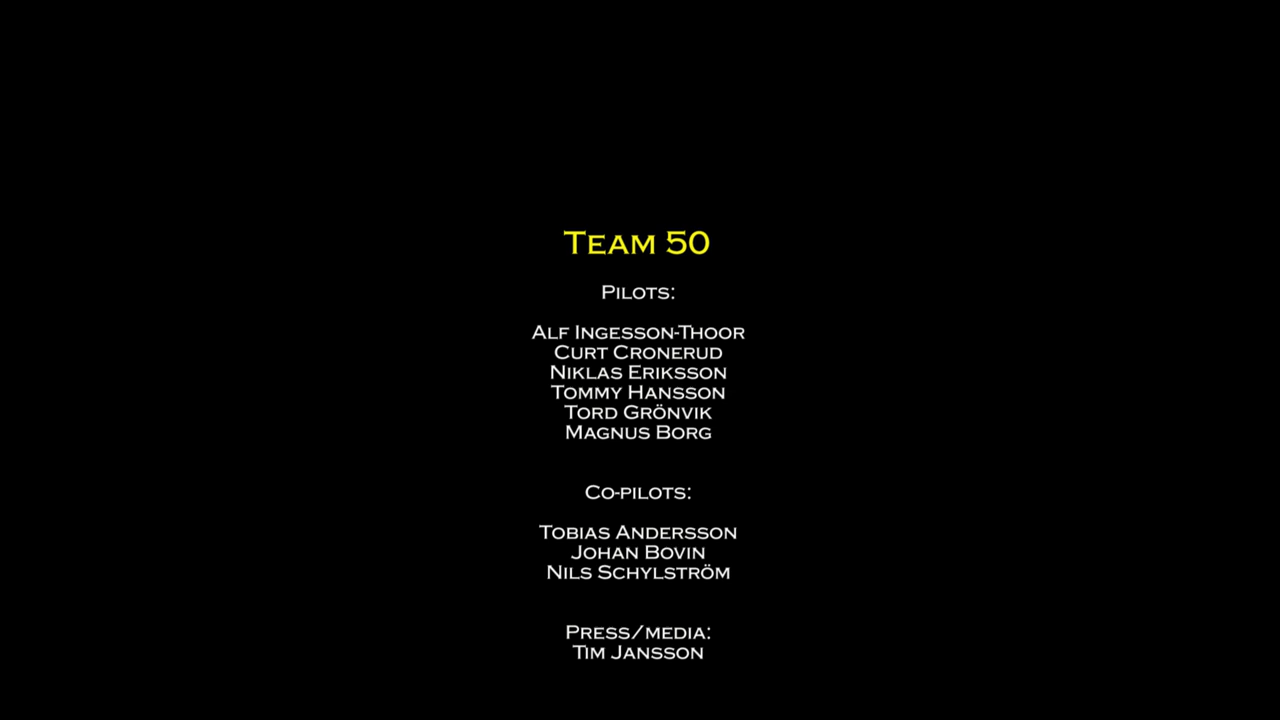 Team 50
Pilots:
Alf Ingesson-Thoor
Curt Cronerud
Niklas Eriksson
Tommy Hansson
Tord Grönvik
Magnus Borg
Co-pilots:
Tobias Andersson
Johan Bovin
Nils Schylström
Press/media:
Tim Jansson